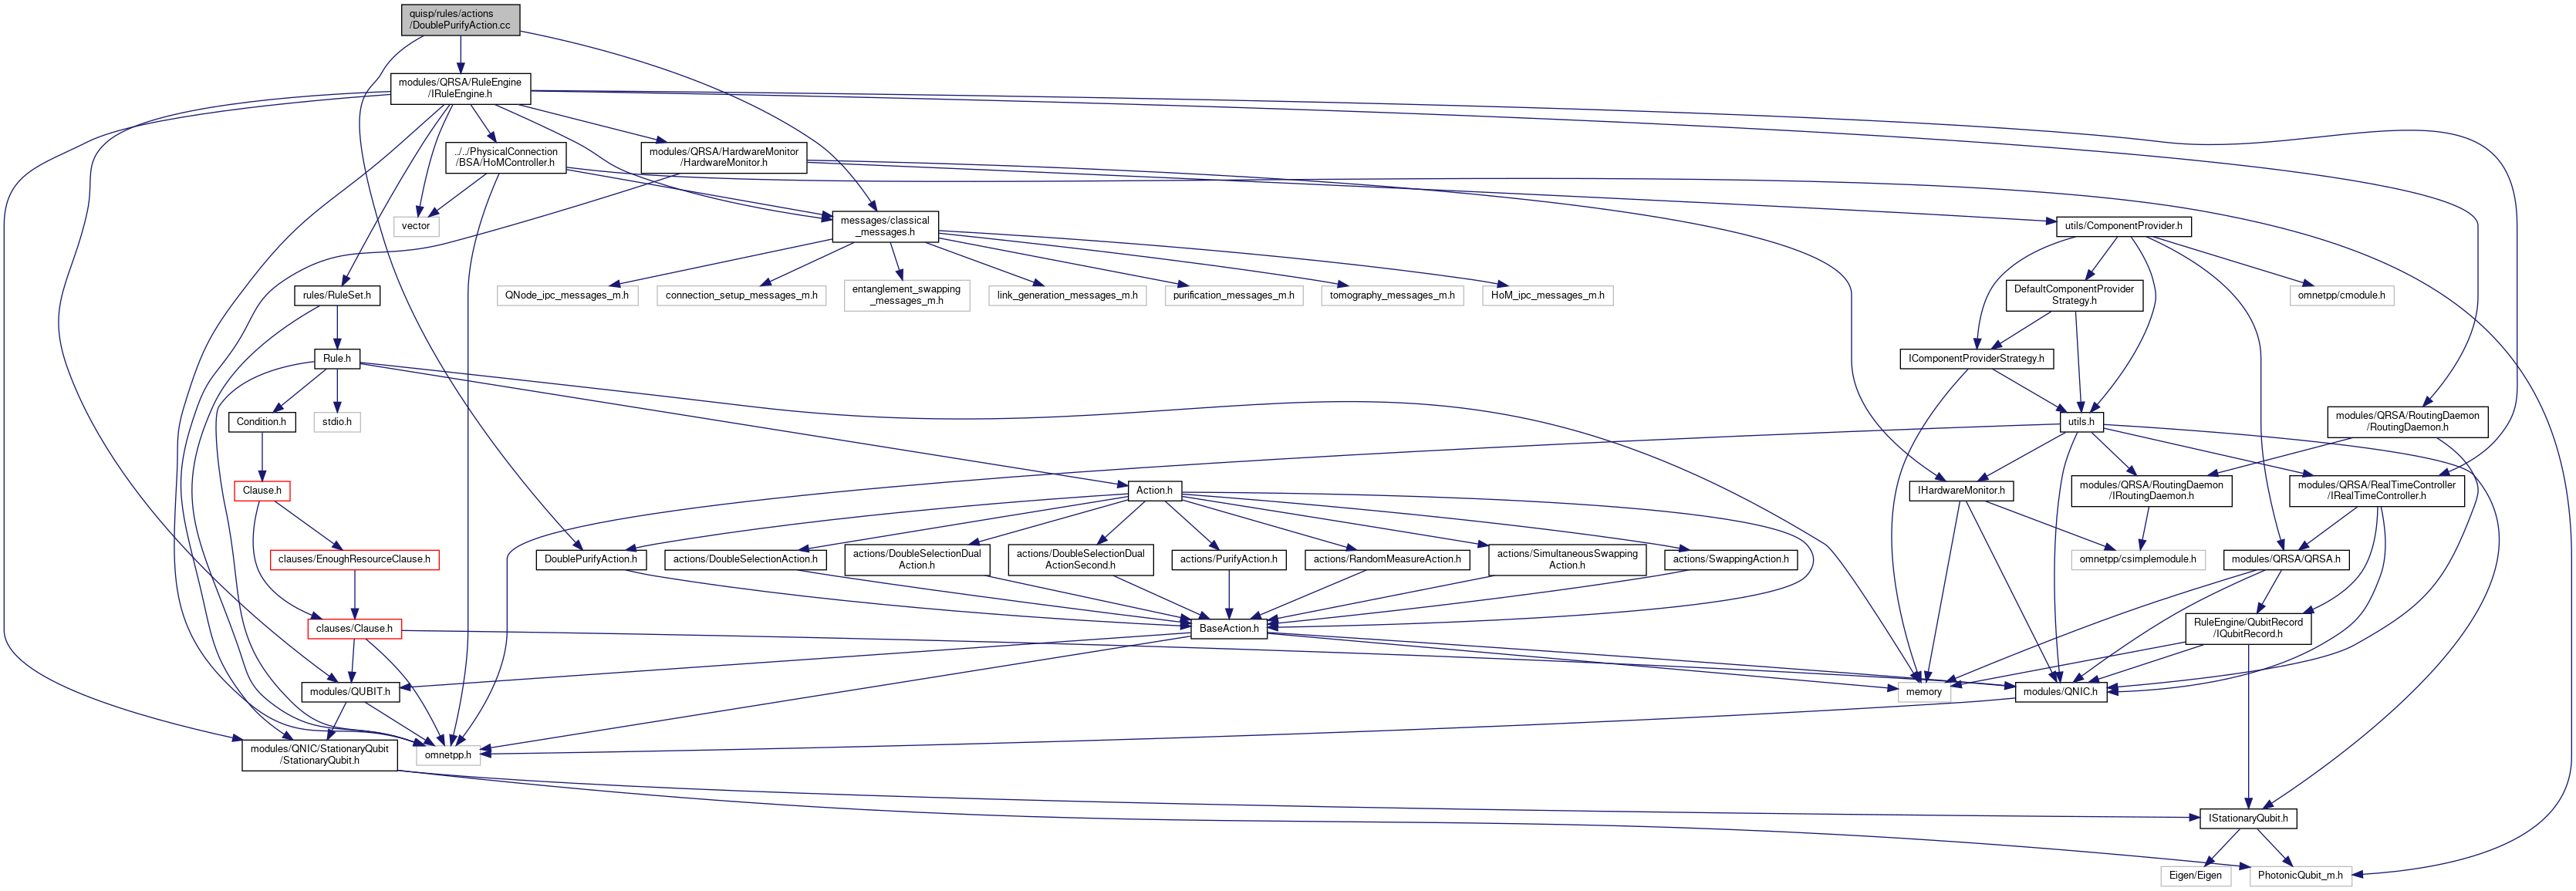 quisp/rules/actions
/DoublePurifyAction.cc
modules/QRSA/RuleEngine
/IRuleEngine.h
../../PhysicalConnection
/BSA/HoMController.h
modules/QRSA/HardwareMonitor
/HardwareMonitor.h
vector
messages/classical
_messages.h
utils/ComponentProvider.h
rules/RuleSet.h
QNode_ipc_messages_m.h
connection_setup_messages_m.h
entanglement_swapping
_messages_m.h
link_generation_messages_m.h
purification_messages_m.h
tomography_messages_m.h
HoM_ipc_messages_m.h
DefaultComponentProvider
Strategy.h
omnetpp/cmodule.h
Rule.h
IComponentProviderStrategy.h
Condition.h
stdio.h
utils.h
modules/QRSA/RoutingDaemon
/RoutingDaemon.h
Clause.h
Action.h
IHardwareMonitor.h
modules/QRSA/RoutingDaemon
/IRoutingDaemon.h
modules/QRSA/RealTimeController
/IRealTimeController.h
clauses/EnoughResourceClause.h
DoublePurifyAction.h
actions/DoubleSelectionAction.h
actions/DoubleSelectionDual
Action.h
actions/DoubleSelectionDual
ActionSecond.h
actions/PurifyAction.h
actions/RandomMeasureAction.h
actions/SimultaneousSwapping
Action.h
actions/SwappingAction.h
omnetpp/csimplemodule.h
modules/QRSA/QRSA.h
clauses/Clause.h
BaseAction.h
RuleEngine/QubitRecord
/IQubitRecord.h
modules/QUBIT.h
memory
modules/QNIC.h
modules/QNIC/StationaryQubit
/StationaryQubit.h
omnetpp.h
IStationaryQubit.h
Eigen/Eigen
PhotonicQubit_m.h